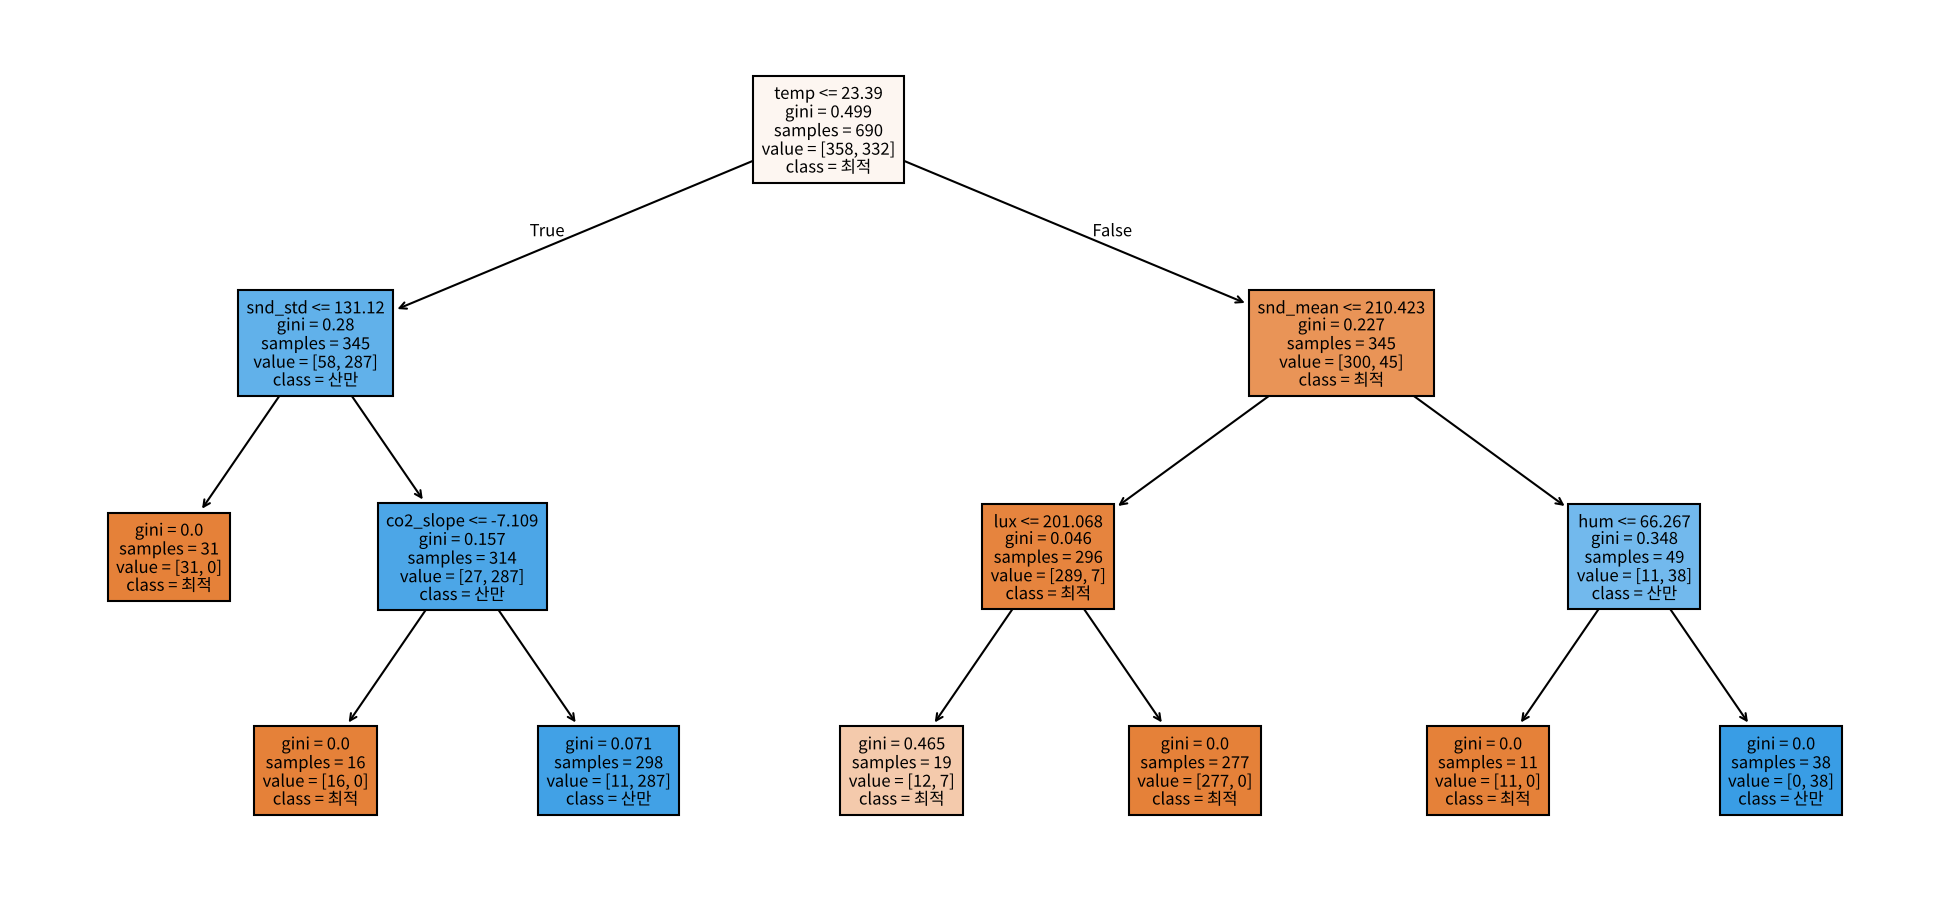 temp <= 23.39
gini = 0.499
samples = 690
value = [358, 332]
class = 최적
True
False
snd_std <= 131.12
gini = 0.28
samples = 345
value = [58, 287]
class = 산만
snd_mean <= 210.423
gini = 0.227
samples = 345
value = [300, 45]
class = 최적
gini = 0.0
samples = 31
value = [31, 0]
class = 최적
co2_slope <= -7.109
gini = 0.157
samples = 314
value = [27, 287]
class = 산만
lux <= 201.068
gini = 0.046
samples = 296
value = [289, 7]
class = 최적
hum <= 66.267
gini = 0.348
samples = 49
value = [11, 38]
class = 산만
gini = 0.0
samples = 16
value = [16, 0]
class = 최적
gini = 0.071
samples = 298
value = [11, 287]
class = 산만
gini = 0.465
samples = 19
value = [12, 7]
class = 최적
gini = 0.0
samples = 277
value = [277, 0]
class = 최적
gini = 0.0
samples = 11
value = [11, 0]
class = 최적
gini = 0.0
samples = 38
value = [0, 38]
class = 산만